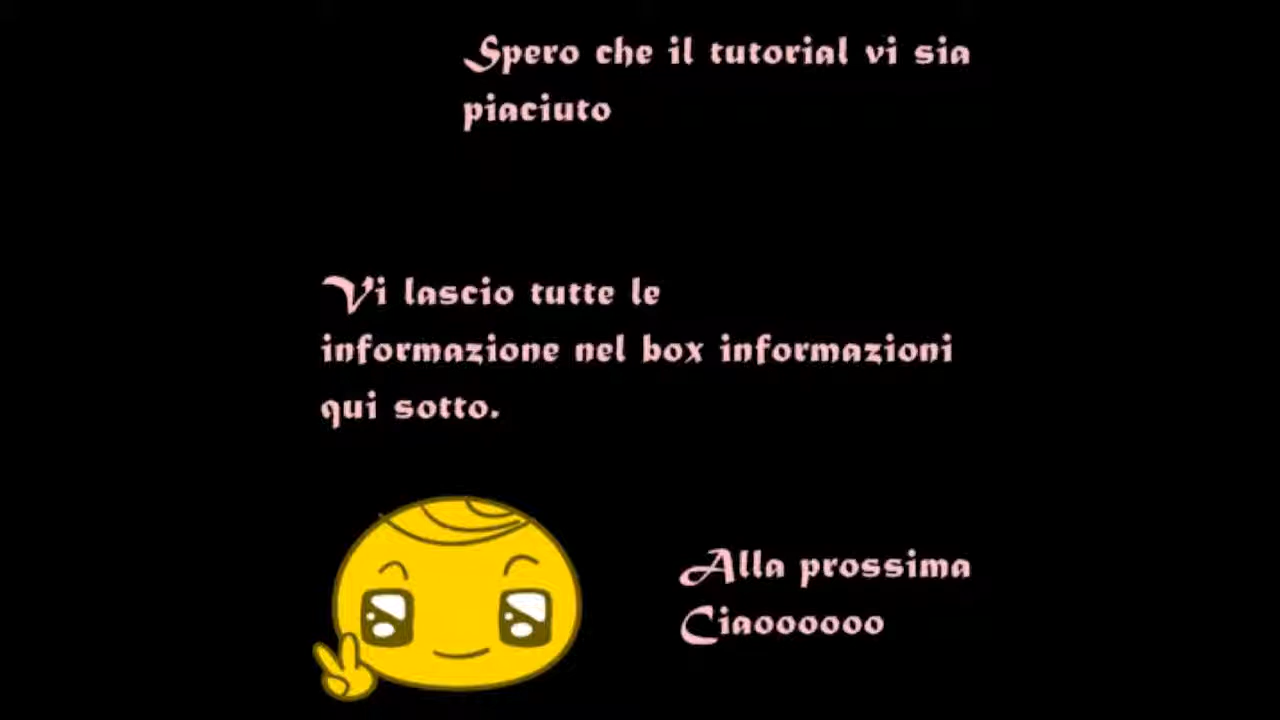 Spero che il tutorial vi sia
piaciuto
Vi lascio tutte le
informazione nel box informazioni
qui sotto.
Alla prossima
Ciaoooooo